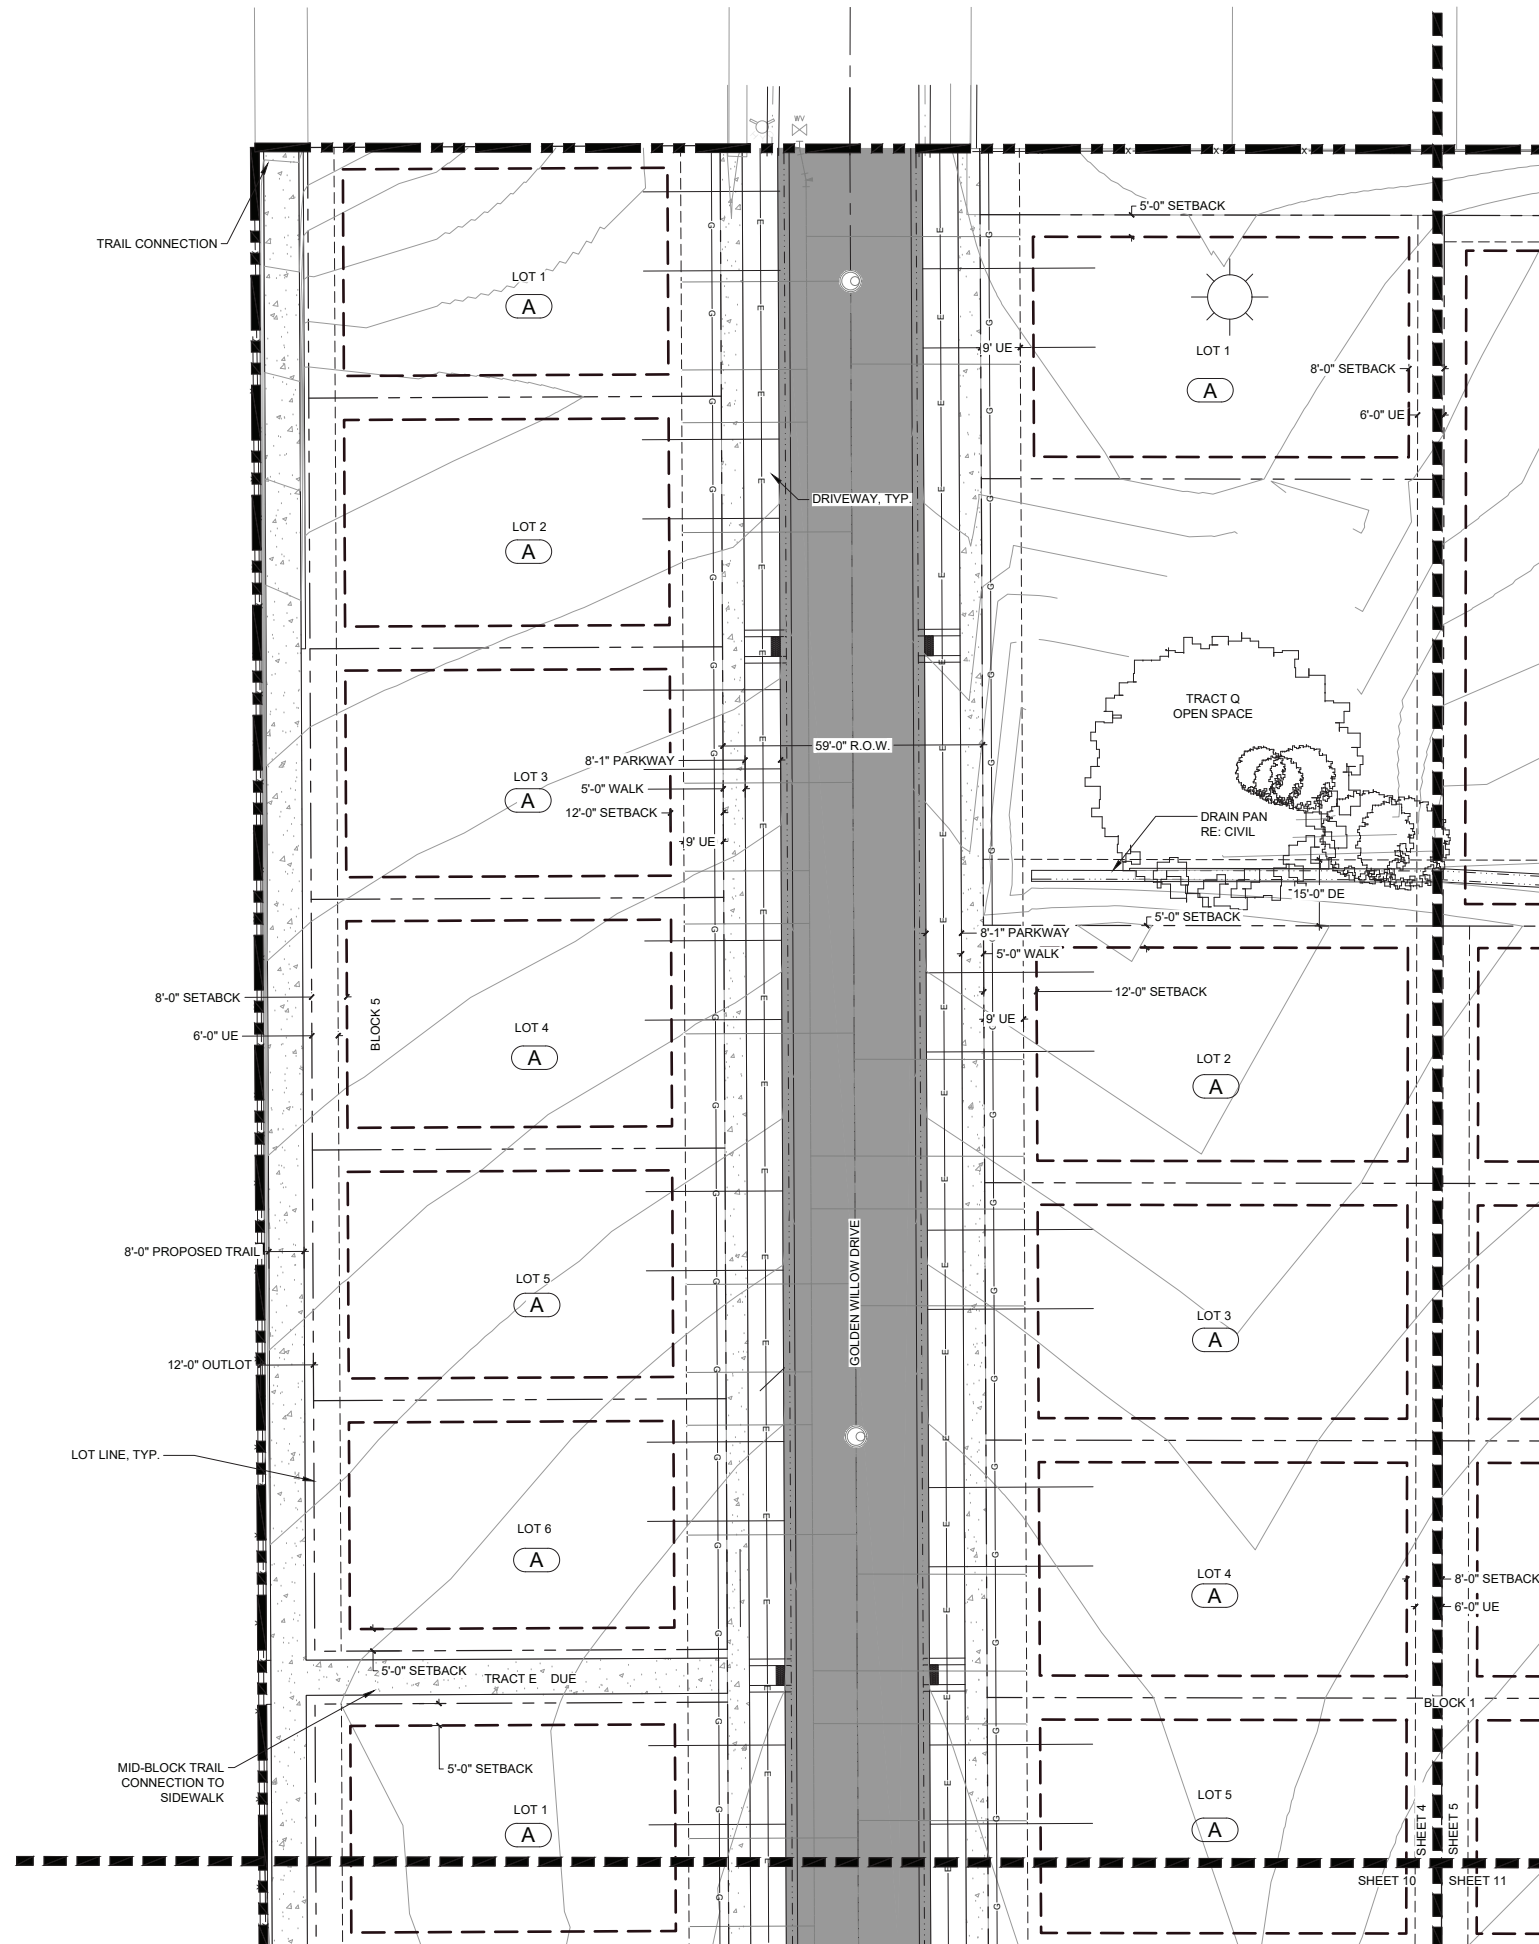 WV
5'-0" SETBACK
TRAIL CONNECTION
LOT 1
A
9' UE
LOT 1
8'-0" SETBACK
A
6'-0" UE
DRIVEWAY, TYP.
LOT 2
A
TRACT Q
OPEN SPACE
59'-0" R.O.W.
8'-1" PARKWAY
LOT 3
5'-0" WALK
A
12'-0" SETBACK
DRAIN PAN
RE: CIVIL
9' UE
15'-0" DE
5'-0" SETBACK
8'-1" PARKWAY
5'-0" WALK
12'-0" SETBACK
8'-0" SETABCK
9' UE
BLOCK 5
LOT 4
6'-0" UE
A
LOT 2
A
8'-0" PROPOSED TRAIL
LOT 5
A
GOLDEN WILLOW DRIVE
LOT 3
A
12'-0" OUTLOT
LOT LINE, TYP.
LOT 6
A
LOT 4
A
8'-0" SETBACK
6'-0" UE
5'-0" SETBACK
TRACT E DUE
BLOCK 1
MID-BLOCK TRAIL
CONNECTION TO
SIDEWALK
5'-0" SETBACK
LOT 1
A
LOT 5
A
SHEET 4
SHEET 5
SHEET 10
SHEET 11